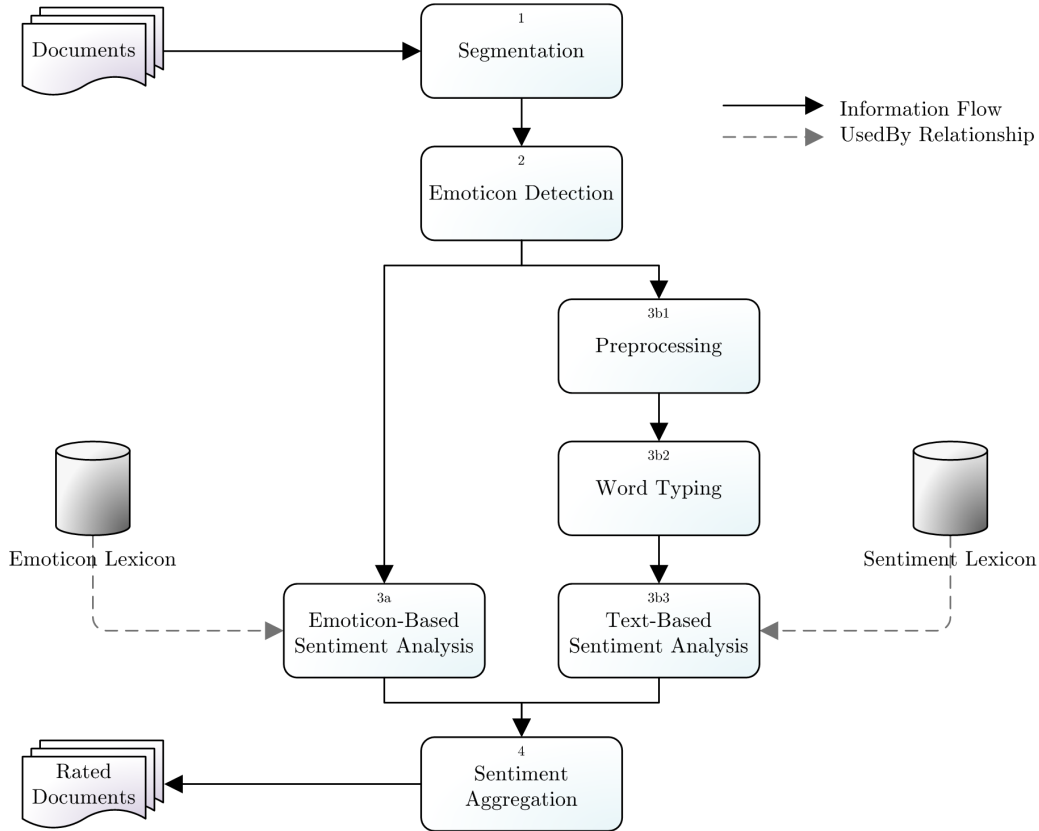 Documents
1
Segmentation
Information Flow
UsedBy Relationship
2
Emoticon Detection
3b1
Preprocessing
3b2
Word Typing
Emoticon Lexicon
Sentiment Lexicon
3a
Emoticon-Based
Sentiment Analysis
3b3
Text-Based
Sentiment Analysis
4
Sentiment
Aggregation
Rated
Documents